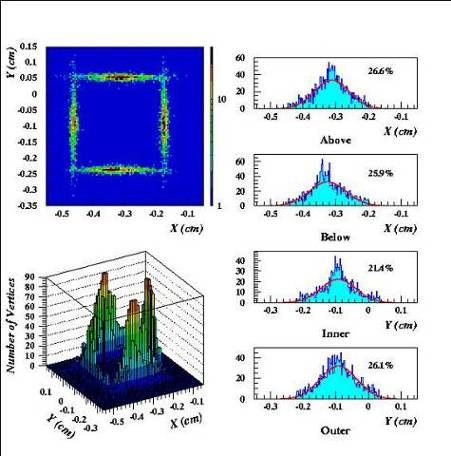 Y (cm)
0.15
0.1
0.05
0
-0.05
-0.1
-0.15
-0.2
-0.25
-0.3
-0.35
-0.5 -0.4 -0.3 -0.2 -0.1
X (cm)
10
1
60
40
20
0
26.6%
-0.5 -0.4 -0.3 -0.2 -0.1
X (cm)
Above
60
40
20
0
25.9%
-0.5 -0.4 -0.3 -0.2 -0.1
X (cm)
Below
40
20
0
21.4%
-0.3 -0.2 -0.1 0 0.1
Y (cm)
Inner
40
20
0
26.1%
-0.3 -0.2 -0.1 0 0.1
Y (cm)
Outer
Number of Vertices
90
80
70
60
50
40
30
20
10
0
0.1
0
-0.1
-0.2
-0.3
Y (cm)
-0.5
-0.4
-0.3
-0.2
-0.1
X (cm)